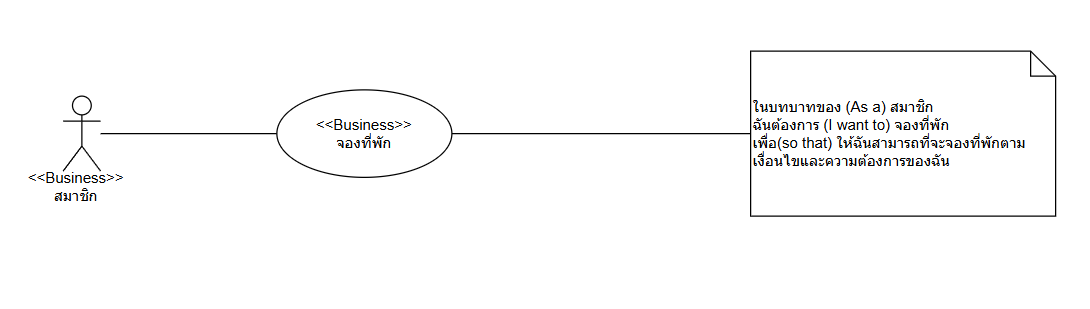 <<Business>>
สมาชิก
<<Business>>
จองที่พัก
ในบทบาทของ (As a) สมาชิก
ฉันต้องการ (I want to) จองที่พัก
เพื่อ(so that) ให้ฉันสามารถที่จะจองที่พักตาม
เงื่อนไขและความต้องการของฉัน